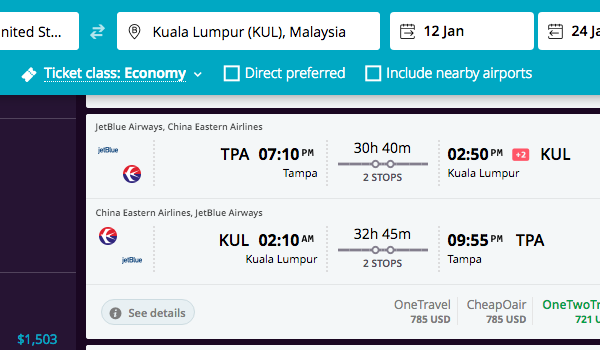 nited St...
Kuala Lumpur (KUL), Malaysia
12 Jan
24 Ja
Ticket class: Economy
Direct preferred
Include nearby airports
JetBlue Airways, China Eastern Airlines
jetBlue
TPA 07:10 PM
Tampa
30h 40m
2 STOPS
02:50 PM +2 KUL
Kuala Lumpur
China Eastern Airlines, JetBlue Airways
jetBlue
KUL 02:10 AM
Kuala Lumpur
32h 45m
2 STOPS
09:55 PM TPA
Tampa
See details
OneTravel
785 USD
CheapOair
785 USD
OneTwoTr
721 U
$1,503